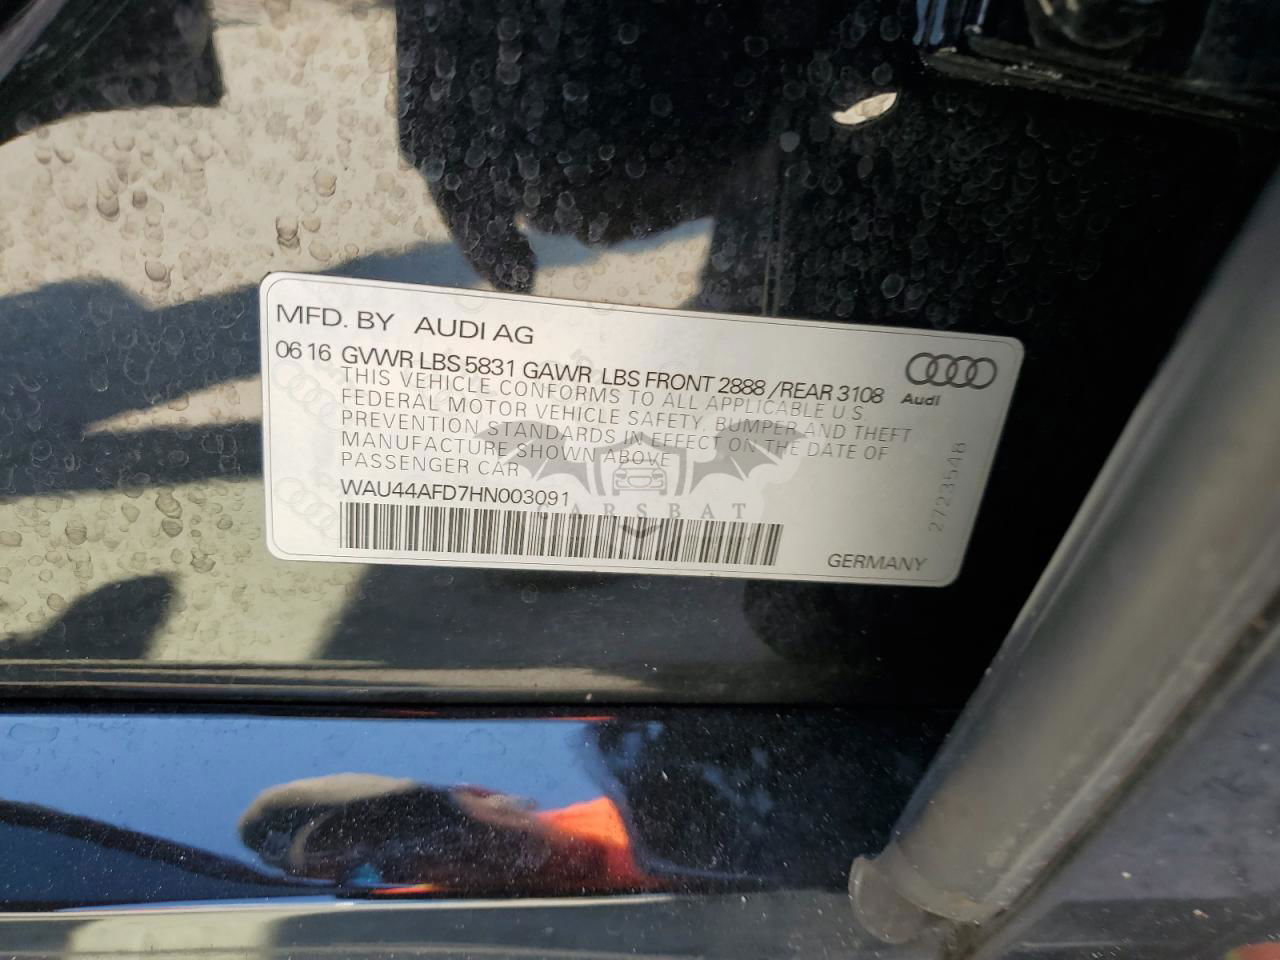 MFD. BY AUDI AG
06 16 GVWR LBS 5831 GAWR LBS FRONT 2888 /REAR 3108
Audi
THIS VEHICLE CONFORMS TO ALL APPLICABLE U S
FEDERAL MOTOR VEHICLE SAFETY, BUMPER AND THEFT
PREVENTION STANDARDS IN EFFECT ON THE DATE OF
MANUFACTURE SHOWN ABOVE
PASSENGER CAR
WAU44AFD7HN003091
CARSBAT
GERMANY
2723548